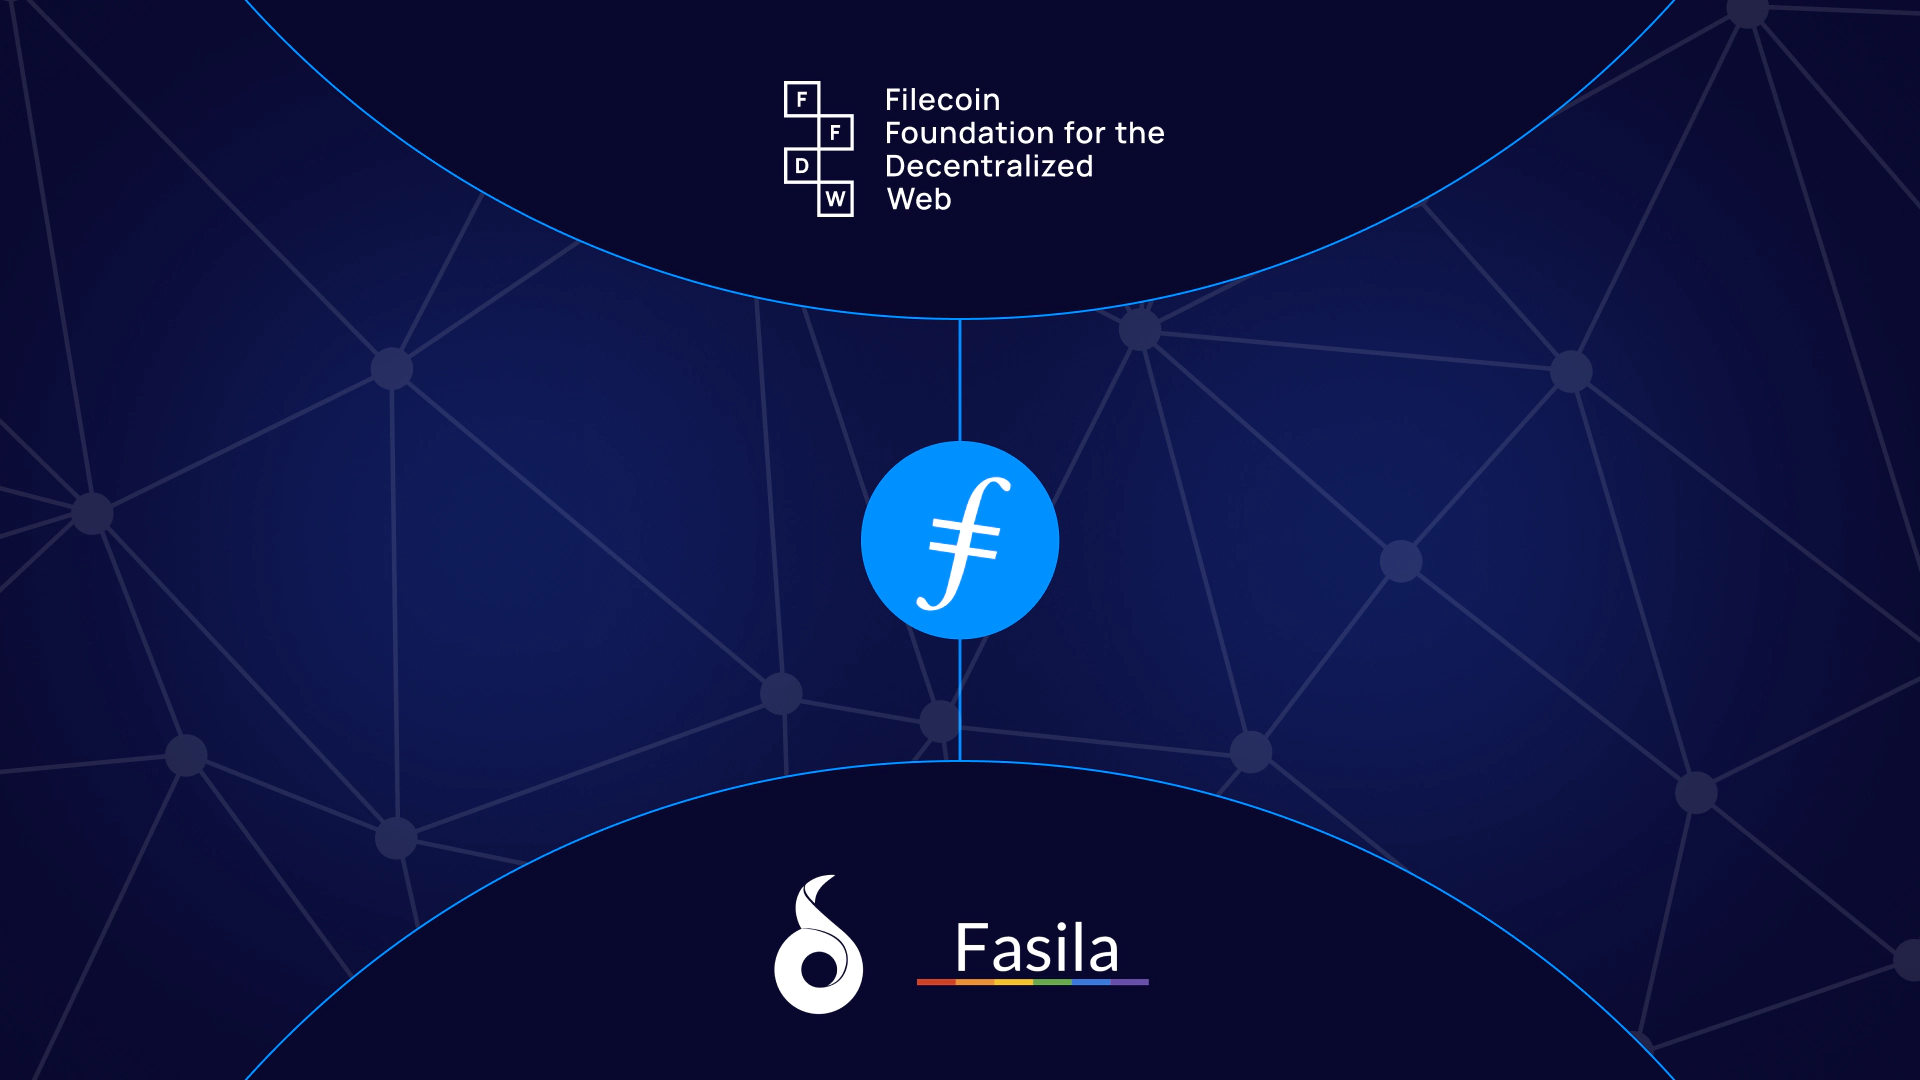 F
F
D
W
Filecoin
Foundation for the
Decentralized
Web
Fasila